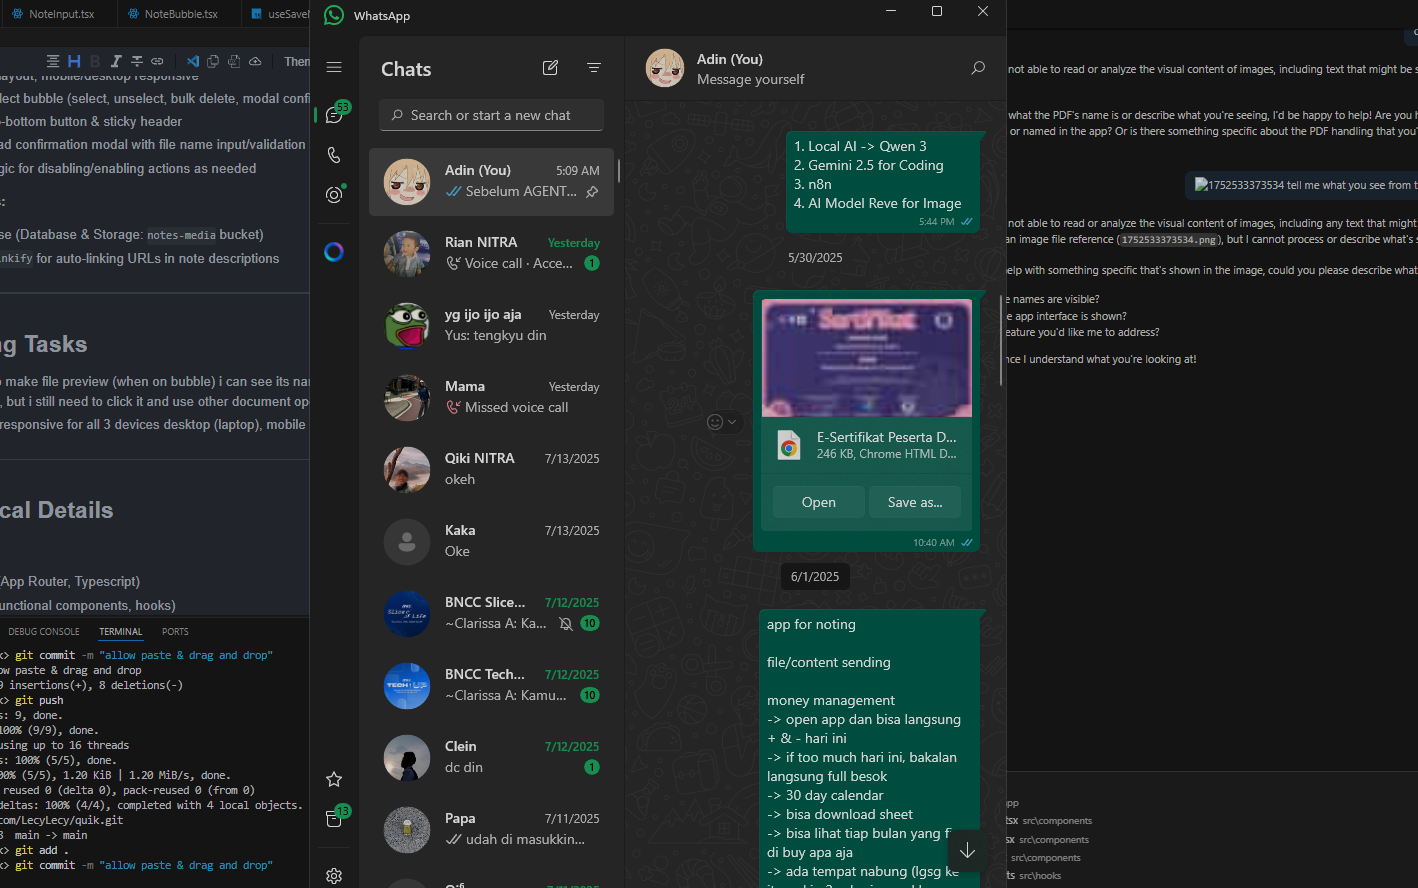 NoteInput.tsx
NoteBubble.tsx
WhatsApp
Them
layout, mobile/desktop responsive
bubble (select, unselect, bulk delete, modal
-bottom button & sticky header
confirmation modal with file name input/validation
for disabling/enabling actions as needed
(Database & Storage: notes-media bucket)
for auto-linking URLs in note descriptions
Tasks
make file preview (when on bubble) i can see its
, but i still need to click it and use other document
responsive for all 3 devices desktop (laptop), mobile
Details
(App Router, Typescript)
components, hooks)
DEBUG CONSOLE
TERMINAL
PORTS
> git commit -m "allow paste & drag and drop"
paste & drag and drop
insertions(+), 8 deletions(-)
> git push
: 9, done.
100% (9/9), done.
using up to 16 threads
: 100% (5/5), done.
(5/5), 1.20 KiB | 1.20 MiB/s, done.
reused 0 (delta 0), pack-reused 0 (from 0)
deltas: 100% (4/4), completed with 4 local objects.
com/LecyLecy/quik.git
main -> main
> git add .
> git commit -m "allow paste & drag and drop"
53
13
Chats
Search or start a new chat
Adin (You)
5:09 AM
Sebelum AGENT...
Rian NITRA
Yesterday
Voice call · Acce...
1
yg ijo ijo aja
Yesterday
Yus: tengkyu din
Mama
Yesterday
Missed voice call
Qiki NITRA
7/13/2025
okeh
Kaka
7/13/2025
Oke
BNCC Slice...
7/12/2025
~Clarissa A: Ka...
10
BNCC Tech...
7/12/2025
~Clarissa A: Kamu...
10
Clein
7/12/2025
dc din
1
Papa
7/11/2025
udah di masukkin...
Adin (You)
Message yourself
1. Local AI -> Qwen 3
2. Gemini 2.5 for Coding
3. n8n
4. AI Model Reve for Image
5:44 PM
5/30/2025
Sertifikat
E-Sertifikat Peserta D...
246 KB, Chrome HTML D...
Open
Save as...
10:40 AM
6/1/2025
app for noting
file/content sending
money management
-> open app dan bisa langsung
+ & - hari ini
-> if too much hari ini, bakalan
langsung full besok
-> 30 day calendar
-> bisa download sheet
-> bisa lihat tiap bulan yang
di buy apa aja
-> ada tempat nabung (lgsg ke
not able to read or analyze the visual content of images, including text that might be
what the PDF's name is or describe what you're seeing, I'd be happy to help! Are you
or named in the app? Or is there something specific about the PDF handling that you'
1752533373534 tell me what you see from
not able to read or analyze the visual content of images, including any text that might
an image file reference (1752533373534.png), but I cannot process or describe what's
help with something specific that's shown in the image, could you please describe
names are visible?
app interface is shown?
feature you'd like me to address?
I understand what you're looking at!
src\components
src\components
src\components
src\hooks